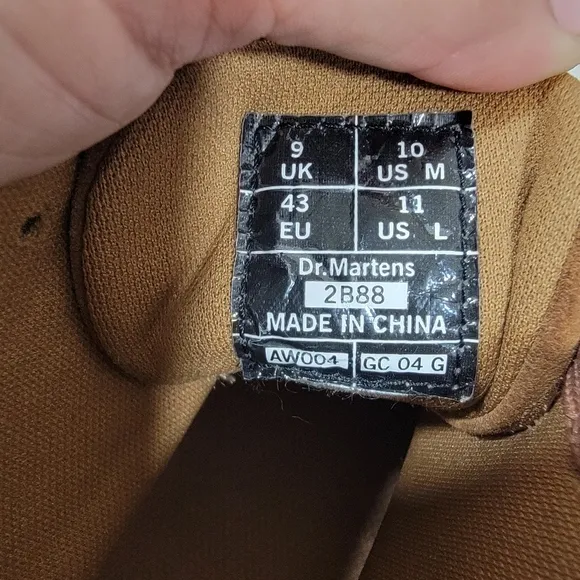 9 10
UK US M
43 11
EU US L
Dr.Martens
2B88
MADE IN CHINA
AW004 GC 04 G